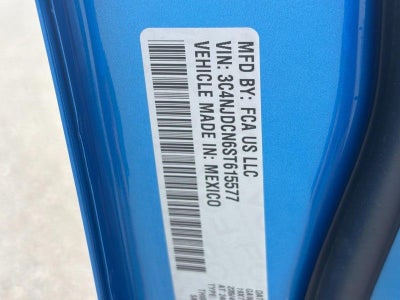 MFD BY: FCA US LLC
VIN: 3C4NJDCN6ST615577
VEHICLE MADE IN: MEXICO